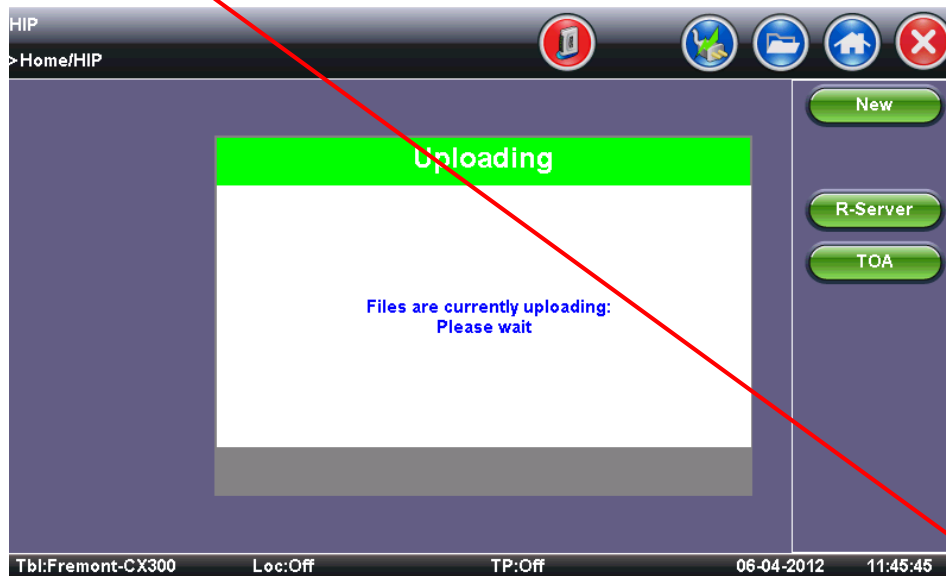 HIP
>Home/HIP
New
Uploading
R-Server
TOA
Files are currently uploading:
Please wait
Tbl:Fremont-CX300 Loc:Off TP:Off 06-04-2012 11:45:45